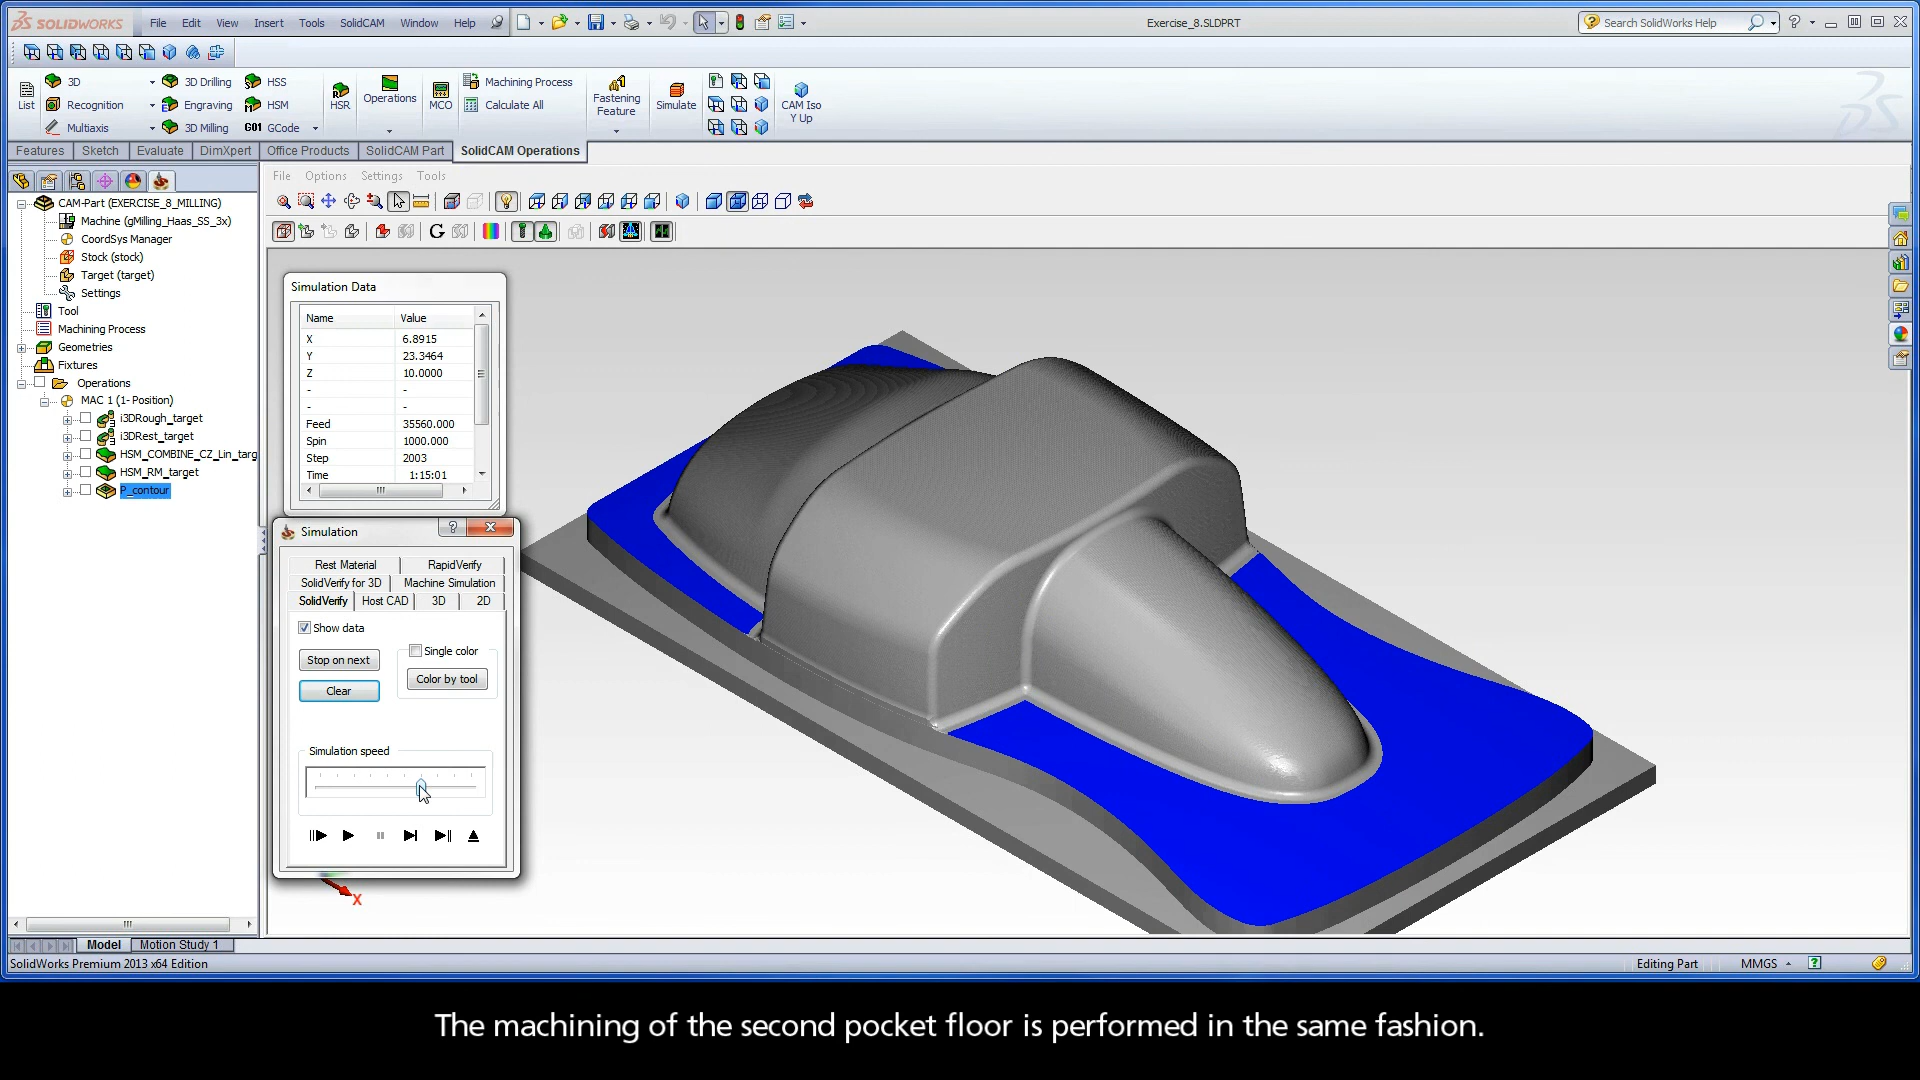 SOLIDWORKS File Edit View Insert Tools SolidCAM Window Help Exercise_8.SLDPRT Search SolidWorks Help
List 3D Recognition Multiaxis 3D Drilling Engraving 3D Milling HSS HSM G01 GCode HSR Operations MCO Machining Process Calculate All Fastening Feature Simulate CAM Iso Y Up
Features Sketch Evaluate DimXpert Office Products SolidCAM Part SolidCAM Operations
File Options Settings Tools
CAM-Part (EXERCISE_8_MILLING)
Machine (gMilling_Haas_SS_3x)
CoordSys Manager
Stock (stock)
Target (target)
Settings
Tool
Machining Process
Geometries
Fixtures
Operations
MAC 1 (1- Position)
i3DRough_target
i3DRest_target
HSM_COMBINE_CZ_Lin_targ
HSM_RM_target
P_contour
Simulation Data
Name Value
X 6.8915
Y 23.3464
Z 10.0000
- -
- -
Feed 35560.000
Spin 1000.000
Step 2003
Time 1:15:01
Simulation
Rest Material RapidVerify
SolidVerify for 3D Machine Simulation
SolidVerify Host CAD 3D 2D
Show data
Stop on next Single color
Clear Color by tool
Simulation speed
X
Model Motion Study 1
SolidWorks Premium 2013 x64 Edition Editing Part MMGS
The machining of the second pocket floor is performed in the same fashion.